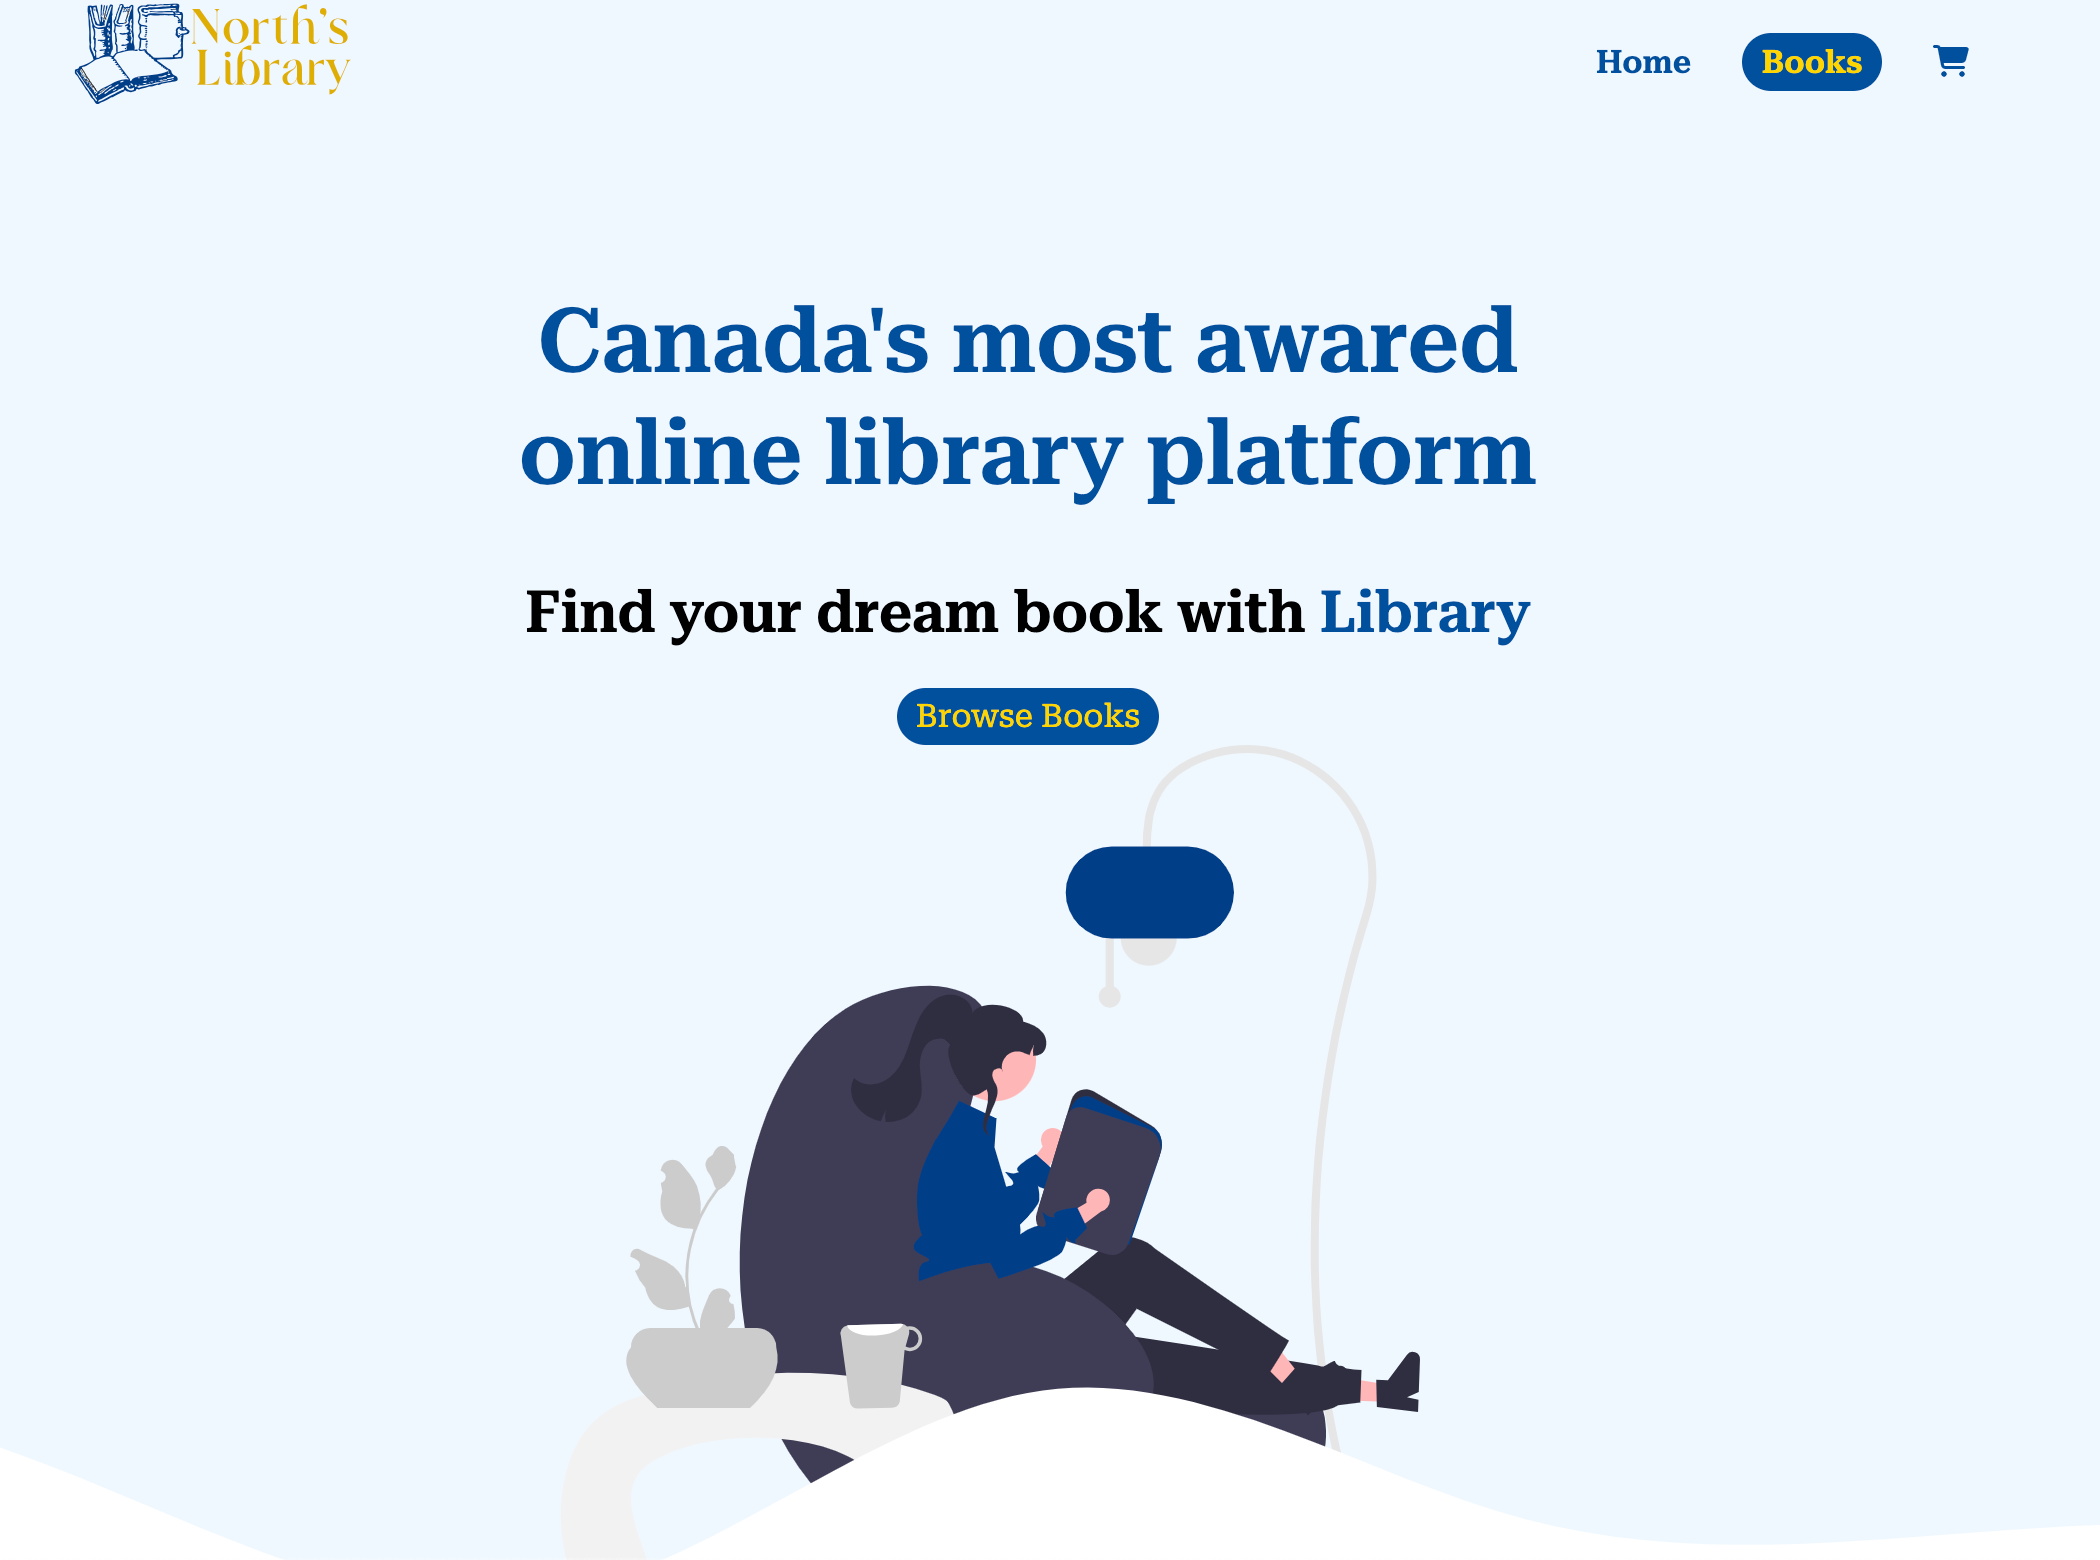 North's
Library
Home
Books
Canada's most awared
online library platform
Find your dream book with Library
Browse Books